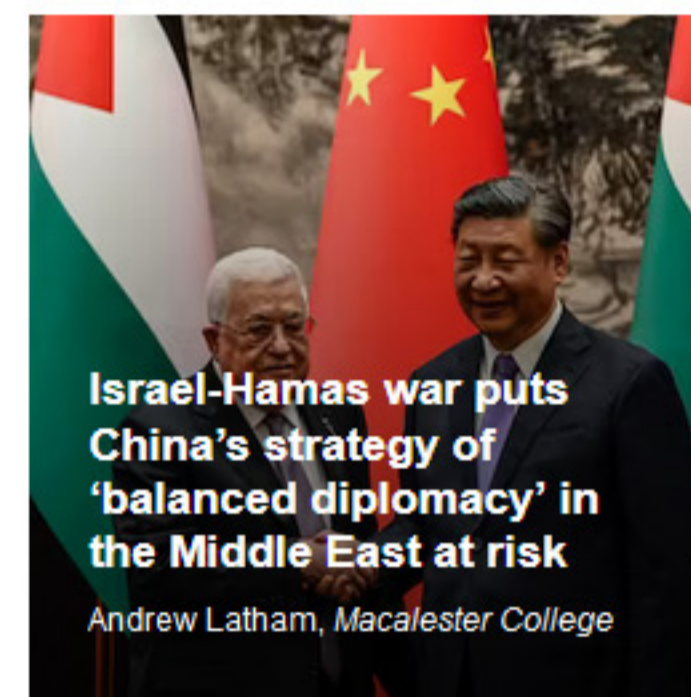 Israel-Hamas war puts
China’s strategy of
‘balanced diplomacy’ in
the Middle East at risk
Andrew Latham, Macalester College